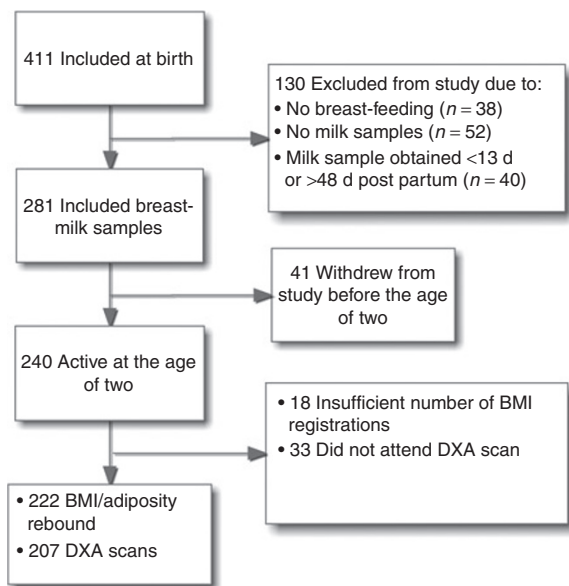 411 Included at birth
130 Excluded from study due to:
• No breast-feeding (n = 38)
• No milk samples (n = 52)
• Milk sample obtained <13 d
or >48 d post partum (n = 40)
281 Included breast-
milk samples
41 Withdrew from
study before the age
of two
240 Active at the age
of two
• 18 Insufficient number of BMI
registrations
• 33 Did not attend DXA scan
• 222 BMI/adiposity
rebound
• 207 DXA scans